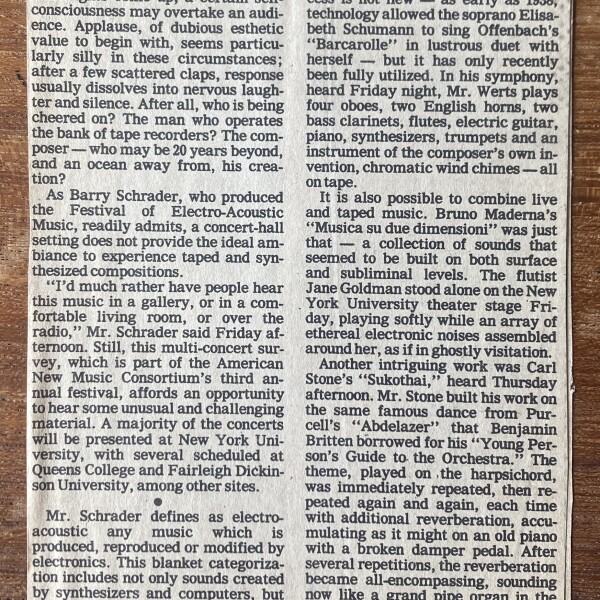 consciousness may overtake an audi-
ence. Applause, of dubious esthetic
value to begin with, seems particu-
larly silly in these circumstances;
after a few scattered claps, response
usually dissolves into nervous laugh-
ter and silence. After all, who is being
cheered on? The man who operates
the bank of tape recorders? The com-
poser — who may be 20 years beyond,
and an ocean away from, his crea-
tion?
As Barry Schrader, who produced
the Festival of Electro-Acoustic
Music, readily admits, a concert-hall
setting does not provide the ideal am-
biance to experience taped and syn-
thesized compositions.
"I'd much rather have people hear
this music in a gallery, or in a com-
fortable living room, or over the
radio," Mr. Schrader said Friday af-
ternoon. Still, this multi-concert sur-
vey, which is part of the American
New Music Consortium's third an-
nual festival, affords an opportunity
to hear some unusual and challenging
material. A majority of the concerts
will be presented at New York Uni-
versity, with several scheduled at
Queens College and Fairleigh Dickin-
son University, among other sites.
●
Mr. Schrader defines as electro-
acoustic any music which is
produced, reproduced or modified by
electronics. This blanket categoriza-
tion includes not only sounds created
by synthesizers and computers, but
cess is not new — as early as 1938,
technology allowed the soprano Elisa-
beth Schumann to sing Offenbach's
"Barcarolle" in lustrous duet with
herself — but it has only recently
been fully utilized. In his symphony,
heard Friday night, Mr. Werts plays
four oboes, two English horns, two
bass clarinets, flutes, electric guitar,
piano, synthesizers, trumpets and an
instrument of the composer's own in-
vention, chromatic wind chimes — all
on tape.
It is also possible to combine live
and taped music. Bruno Maderna's
"Musica su due dimensioni" was just
that — a collection of sounds that
seemed to be built on both surface
and subliminal levels. The flutist
Jane Goldman stood alone on the New
York University theater stage Fri-
day, playing softly while an array of
ethereal electronic noises assembled
around her, as if in ghostly visitation.
Another intriguing work was Carl
Stone's "Sukothai," heard Thursday
afternoon. Mr. Stone built his work on
the same famous dance from Pur-
cell's "Abdelazer" that Benjamin
Britten borrowed for his "Young Per-
son's Guide to the Orchestra." The
theme, played on the harpsichord,
was immediately repeated, then re-
peated again and again, each time
with additional reverberation, accu-
mulating as it might on an old piano
with a broken damper pedal. After
several repetitions, the reverberation
became all-encompassing, sounding
now like a grand pipe organ in the